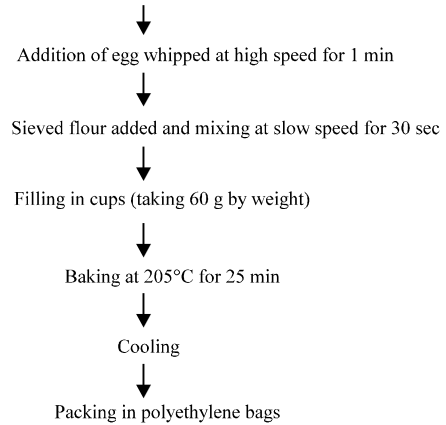 Addition of egg whipped at high speed for 1 min
Sieved flour added and mixing at slow speed for 30 sec
Filling in cups (taking 60 g by weight)
Baking at 205°C for 25 min
Cooling
Packing in polyethylene bags